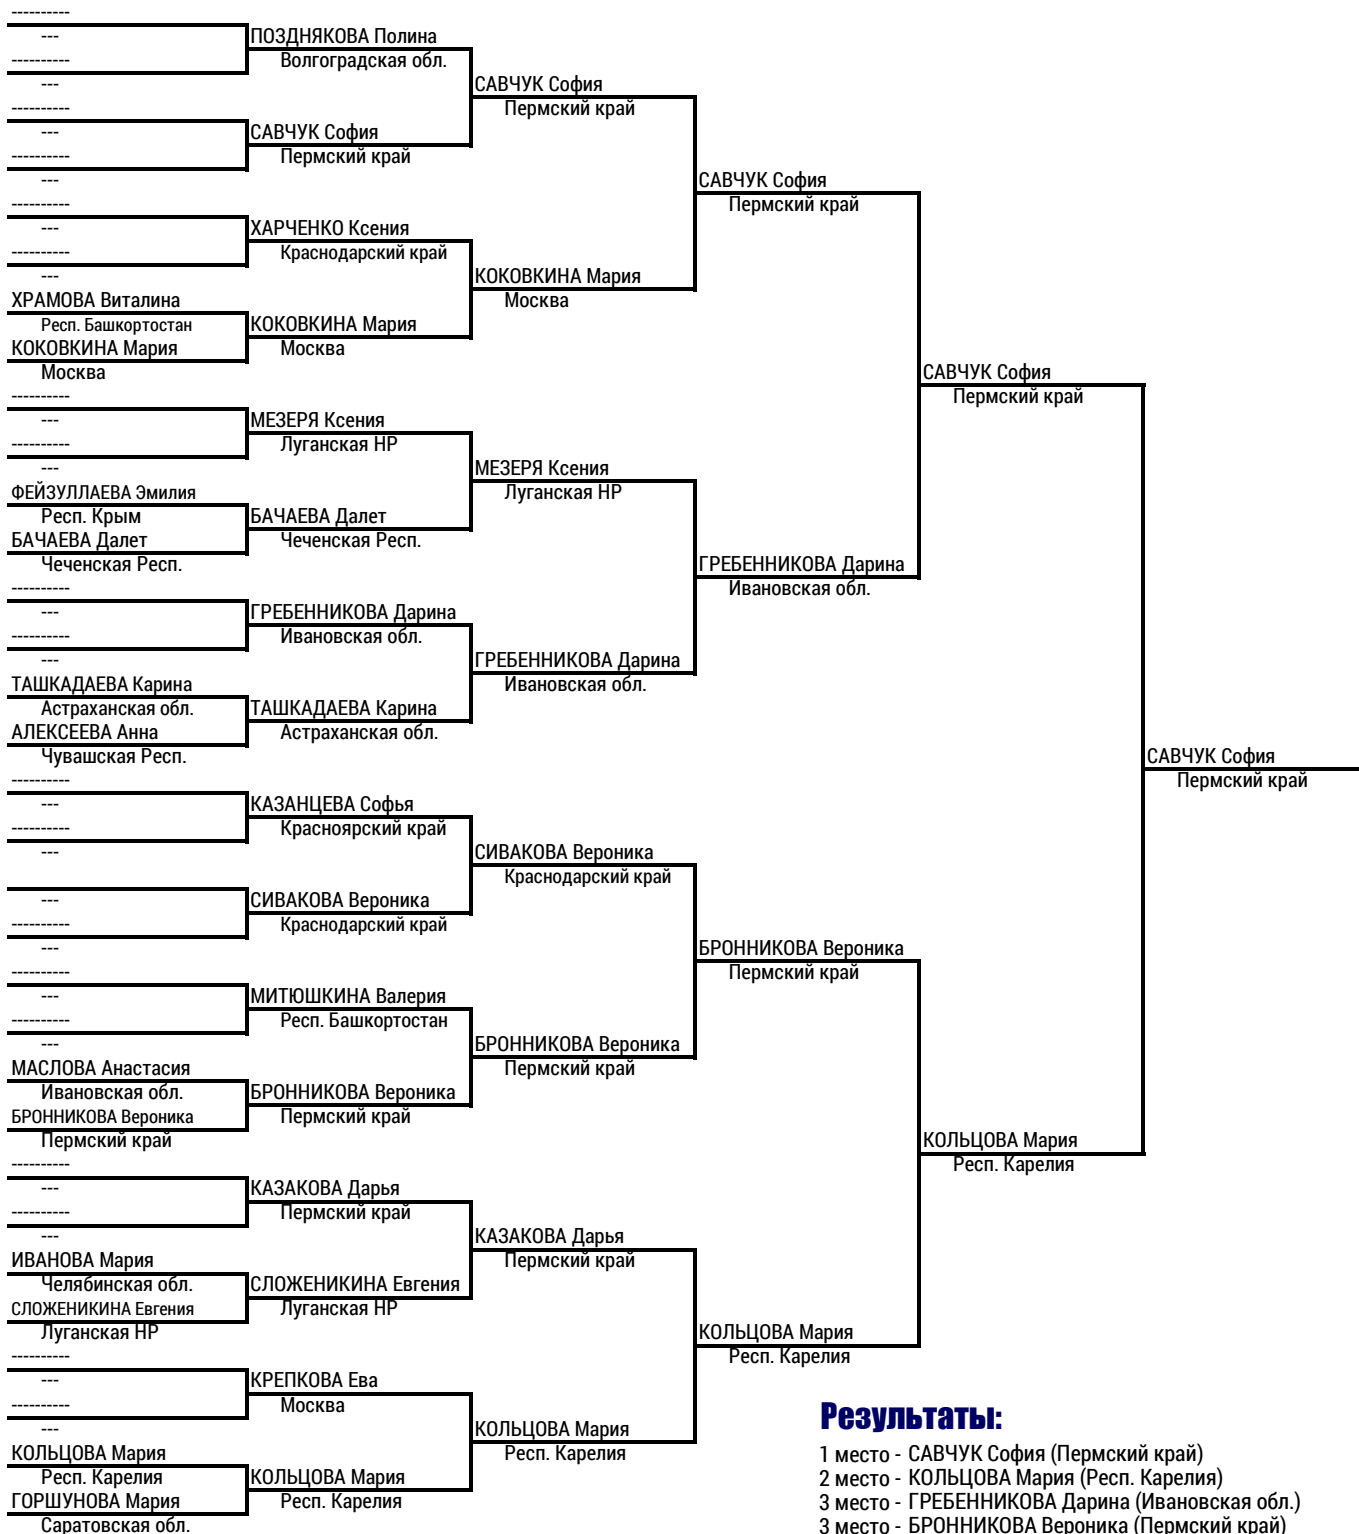 ----------
---
----------
---
----------
---
----------
---
----------
---
----------
---
ХРАМОВА Виталина
Респ. Башкортостан
КОКОВКИНА Мария
Москва
----------
---
----------
---
ФЕЙЗУЛЛАЕВА Эмилия
Респ. Крым
БАЧАЕВА Далет
Чеченская Респ.
----------
---
----------
---
ТАШКАДАЕВА Карина
Астраханская обл.
АЛЕКСЕЕВА Анна
Чувашская Респ.
----------
---
----------
---
---
----------
---
----------
---
----------
---
МАСЛОВА Анастасия
Ивановская обл.
БРОННИКОВА Вероника
Пермский край
----------
---
----------
---
ИВАНОВА Мария
Челябинская обл.
СЛОЖЕНИКИНА Евгения
Луганская НР
----------
---
----------
---
КОЛЬЦОВА Мария
Респ. Карелия
ГОРШУНОВА Мария
Саратовская обл.
ПОЗДНЯКОВА Полина
Волгоградская обл.
САВЧУК София
Пермский край
ХАРЧЕНКО Ксения
Краснодарский край
КОКОВКИНА Мария
Москва
МЕЗЕРЯ Ксения
Луганская НР
БАЧАЕВА Далет
Чеченская Респ.
ГРЕБЕННИКОВА Дарина
Ивановская обл.
ТАШКАДАЕВА Карина
Астраханская обл.
КАЗАНЦЕВА Софья
Красноярский край
СИВАКОВА Вероника
Краснодарский край
МИТЮШКИНА Валерия
Респ. Башкортостан
БРОННИКОВА Вероника
Пермский край
КАЗАКОВА Дарья
Пермский край
СЛОЖЕНИКИНА Евгения
Луганская НР
КРЕПКОВА Ева
Москва
КОЛЬЦОВА Мария
Респ. Карелия
САВЧУК София
Пермский край
КОКОВКИНА Мария
Москва
МЕЗЕРЯ Ксения
Луганская НР
ГРЕБЕННИКОВА Дарина
Ивановская обл.
СИВАКОВА Вероника
Краснодарский край
БРОННИКОВА Вероника
Пермский край
КАЗАКОВА Дарья
Пермский край
КОЛЬЦОВА Мария
Респ. Карелия
САВЧУК София
Пермский край
ГРЕБЕННИКОВА Дарина
Ивановская обл.
БРОННИКОВА Вероника
Пермский край
КОЛЬЦОВА Мария
Респ. Карелия
САВЧУК София
Пермский край
КОЛЬЦОВА Мария
Респ. Карелия
САВЧУК София
Пермский край
Результаты:
1 место - САВЧУК София (Пермский край)
2 место - КОЛЬЦОВА Мария (Респ. Карелия)
3 место - ГРЕБЕННИКОВА Дарина (Ивановская обл.)
3 место - БРОННИКОВА Вероника (Пермский край)